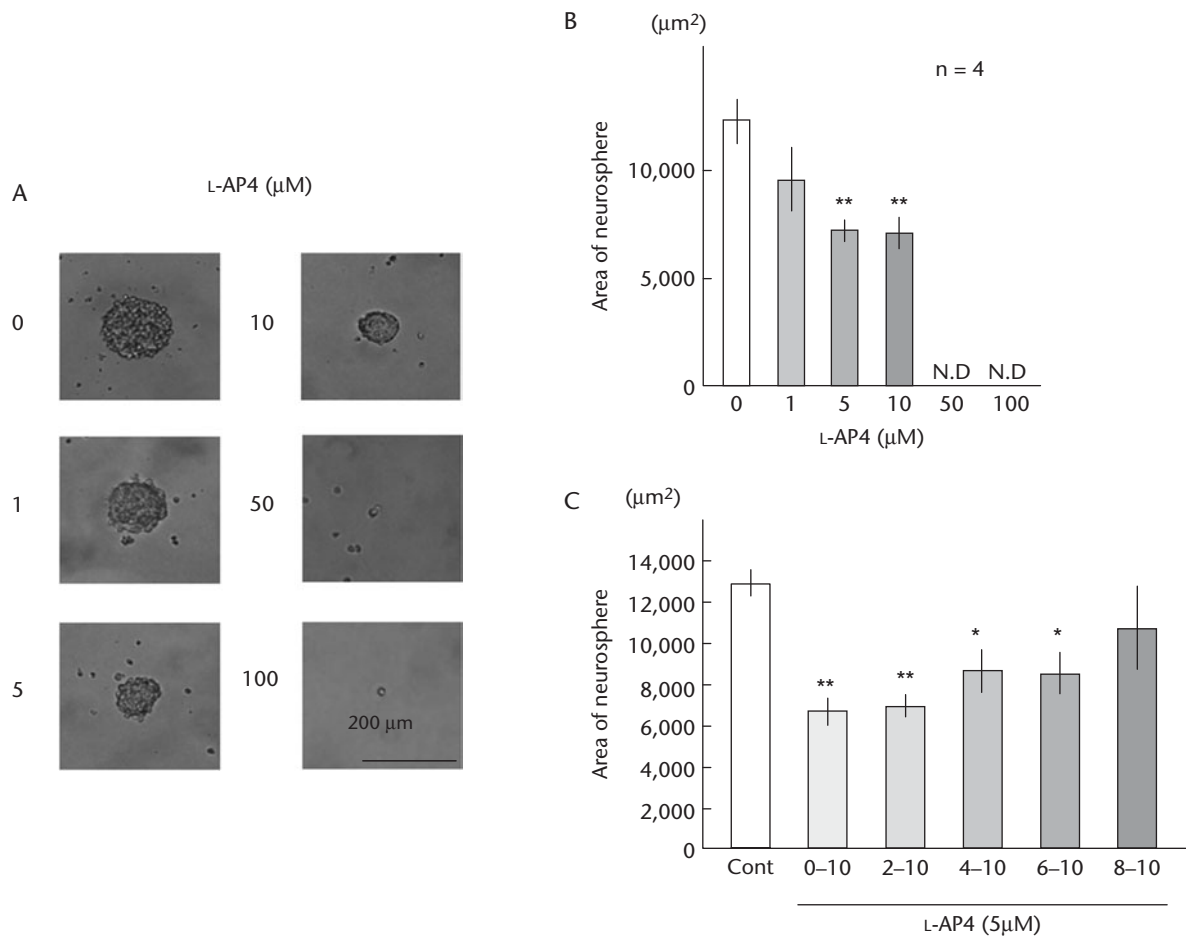 A
L-AP4 (μM)
0
10
1
50
5
100
200 μm
B
(μm²)
n = 4
Area of neurosphere
10,000
5,000
0
** **
N.D N.D
0 1 5 10 50 100
L-AP4 (μM)
C
(μm²)
Area of neurosphere
14,000
12,000
10,000
8,000
6,000
4,000
2,000
0
** ** * *
Cont 0–10 2–10 4–10 6–10 8–10
L-AP4 (5μM)